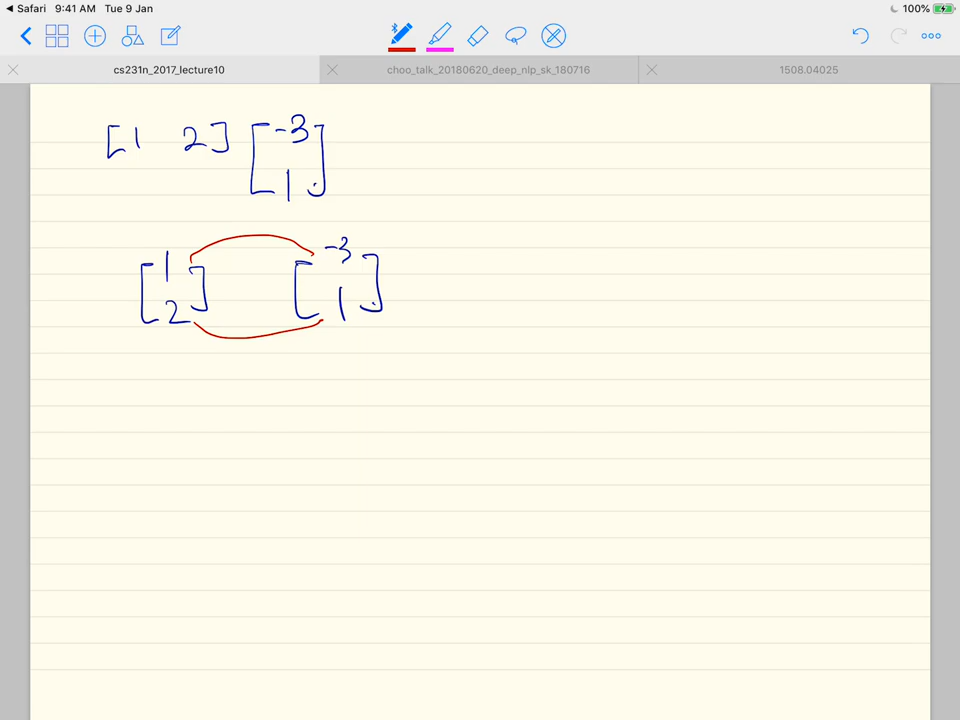 Safari 9:41 AM Tue 9 Jan 100%
cs231n_2017_lecture10 choo_talk_20180620_deep_nlp_sk_180716 1508.04025
[1 2] [-3
1]
[1 [-3
2] 1]